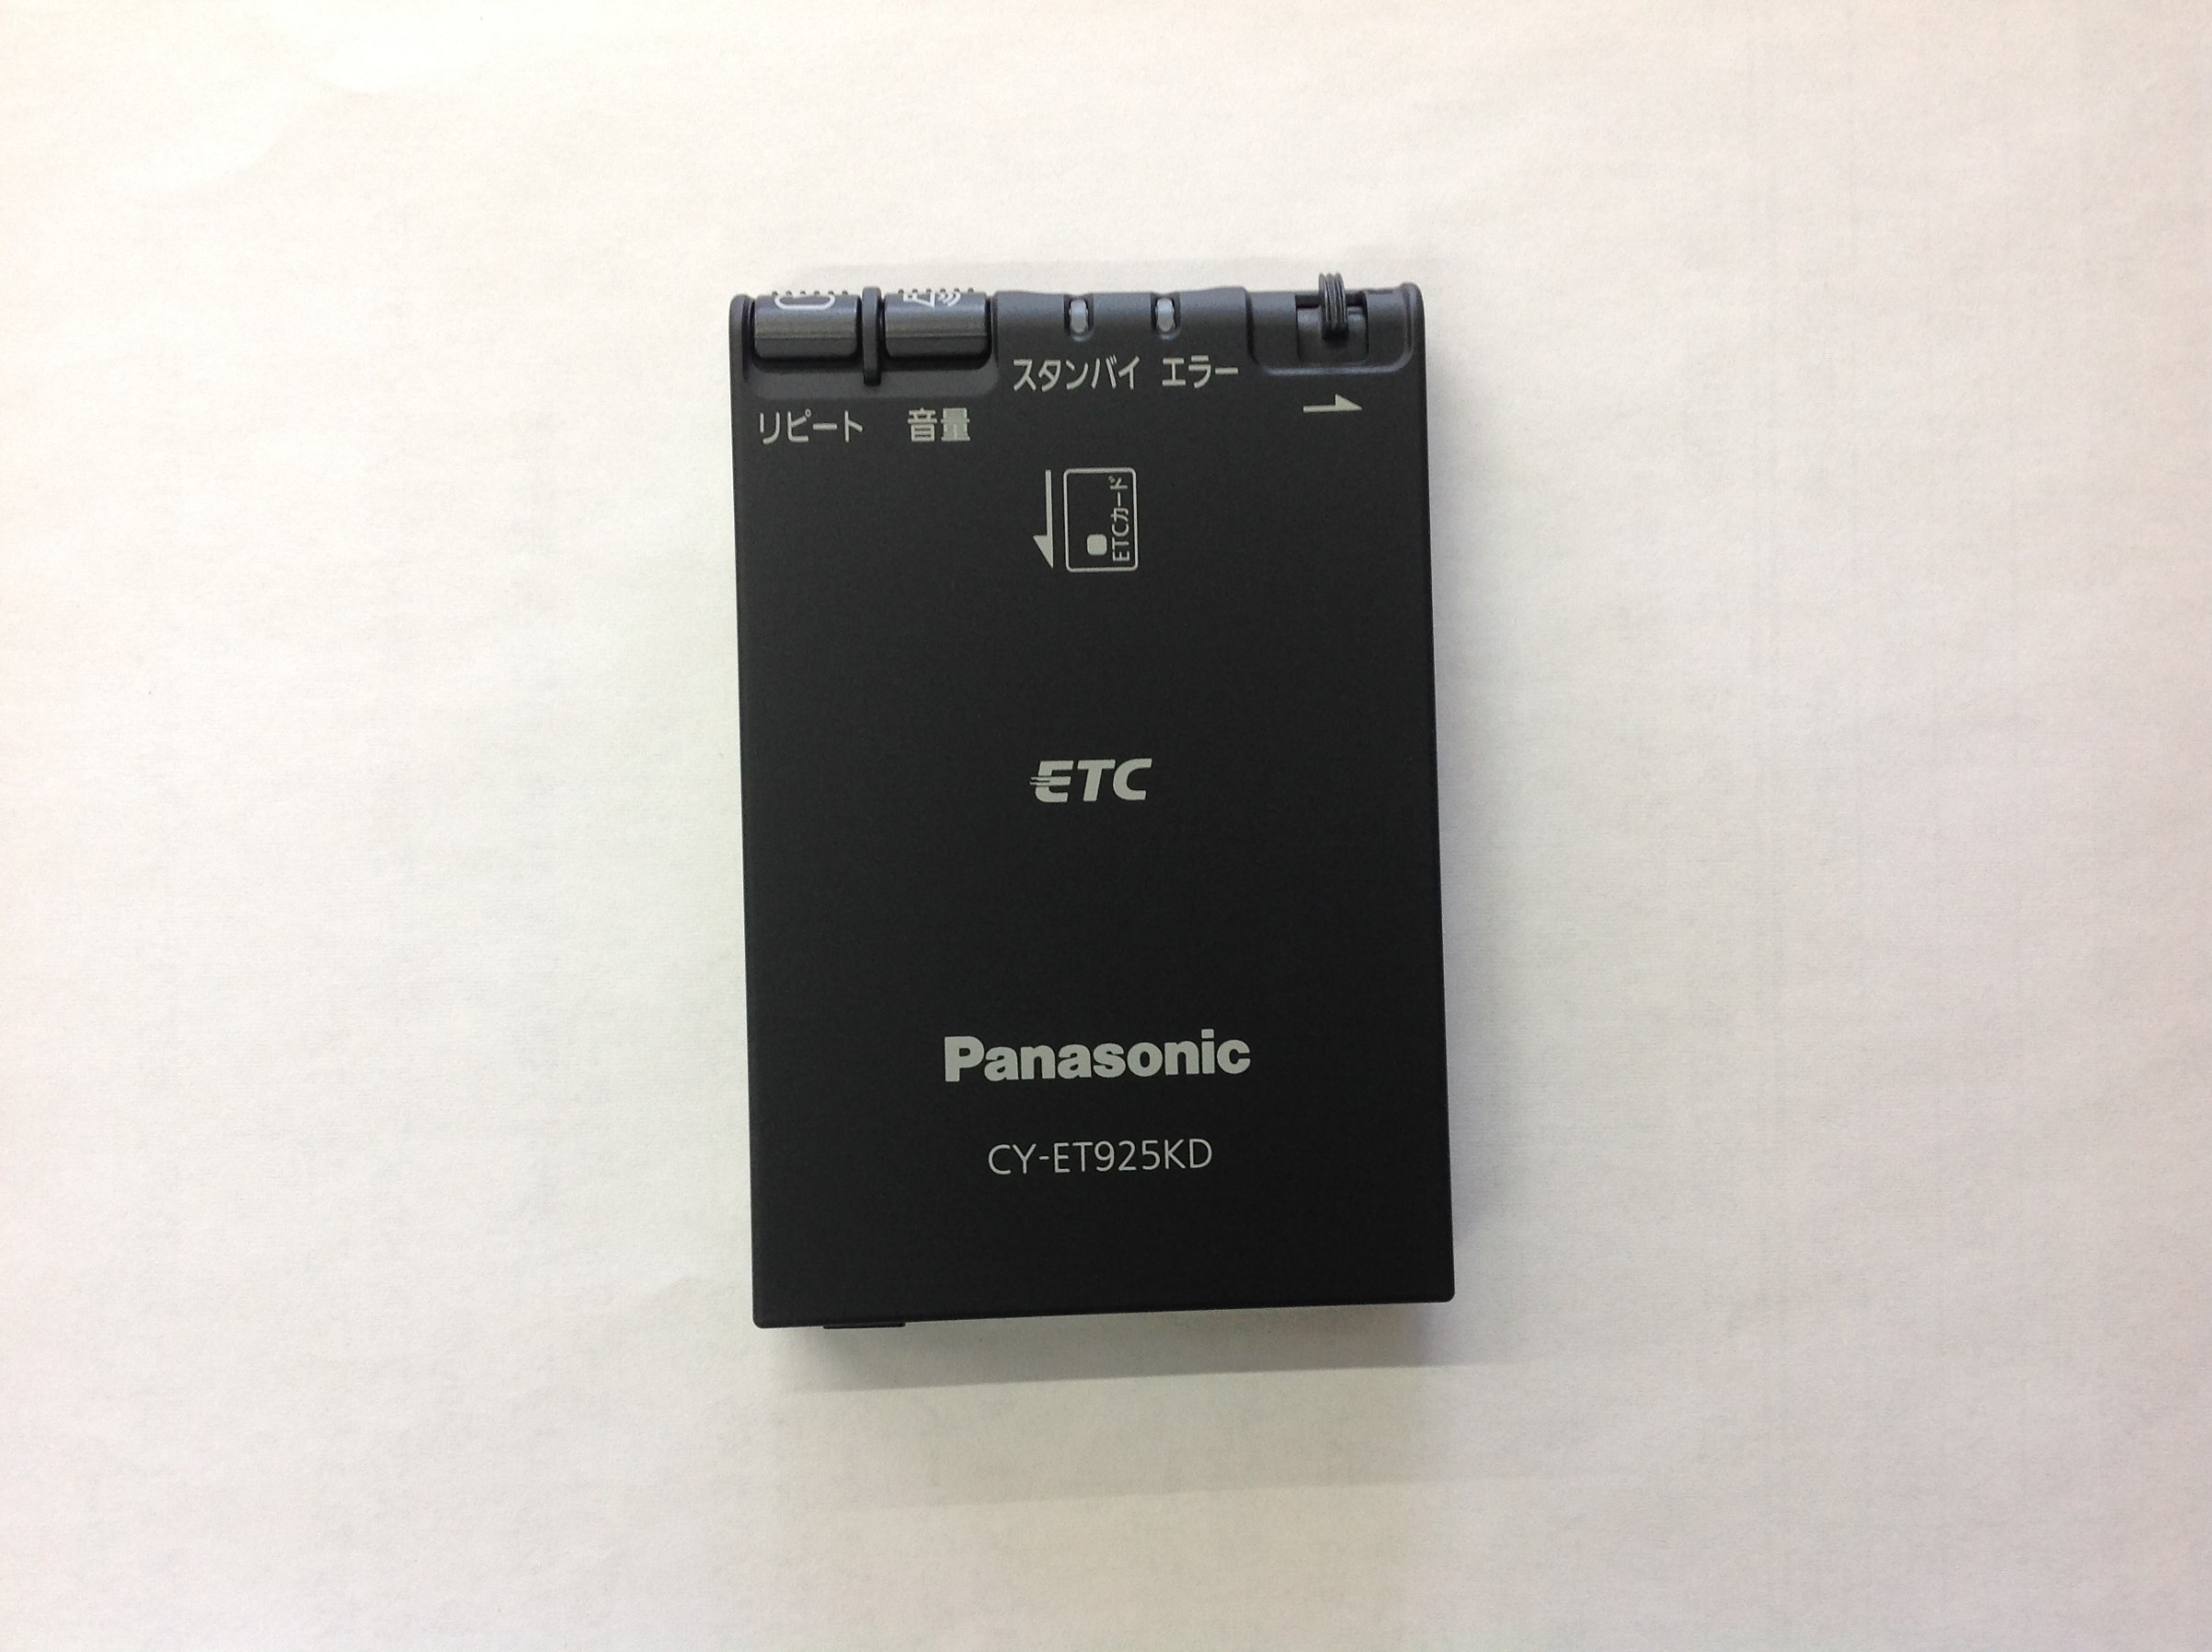 スタンバイ エラー
リピート 音量
ETCカード
ETC
Panasonic
CY-ET925KD